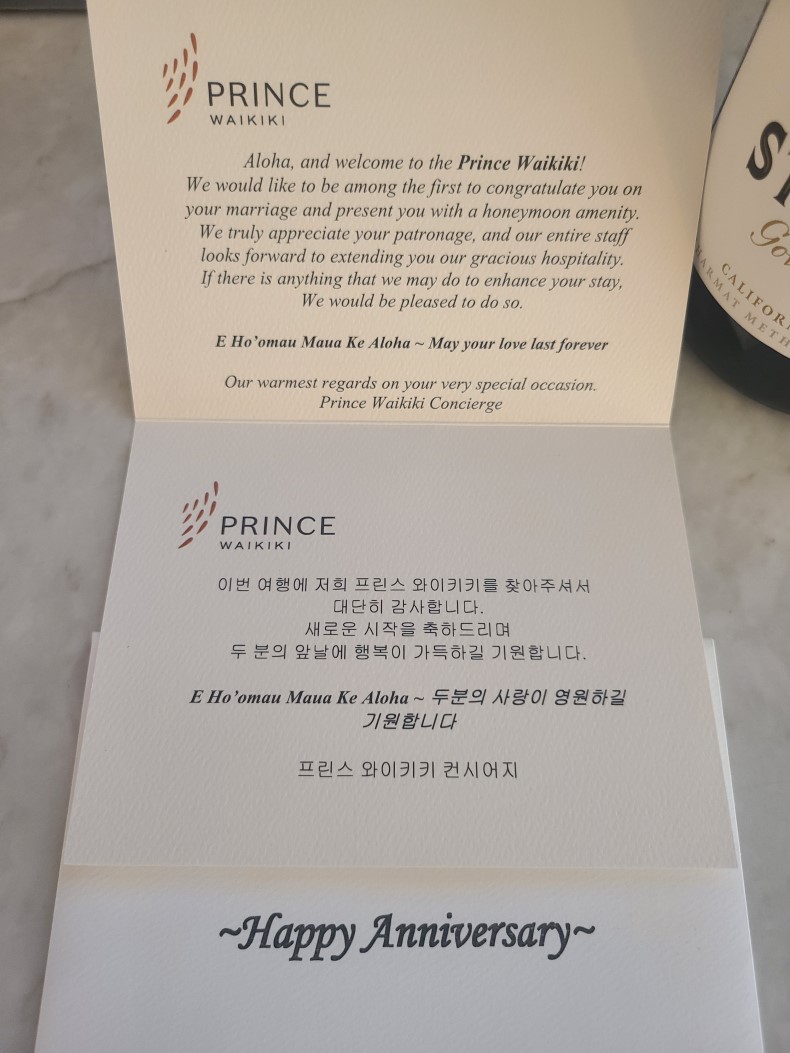 PRINCE
WAIKIKI
Aloha, and welcome to the Prince Waikiki!
We would like to be among the first to congratulate you on
your marriage and present you with a honeymoon amenity.
We truly appreciate your patronage, and our entire staff
looks forward to extending you our gracious hospitality.
If there is anything that we may do to enhance your stay,
We would be pleased to do so.
E Ho'omau Maua Ke Aloha ~ May your love last forever
Our warmest regards on your very special occasion.
Prince Waikiki Concierge
PRINCE
WAIKIKI
이번 여행에 저희 프린스 와이키키를 찾아주셔서
대단히 감사합니다.
새로운 시작을 축하드리며
두 분의 앞날에 행복이 가득하길 기원합니다.
E Ho'omau Maua Ke Aloha ~ 두분의 사랑이 영원하길
기원합니다
프린스 와이키키 컨시어지
~Happy Anniversary~